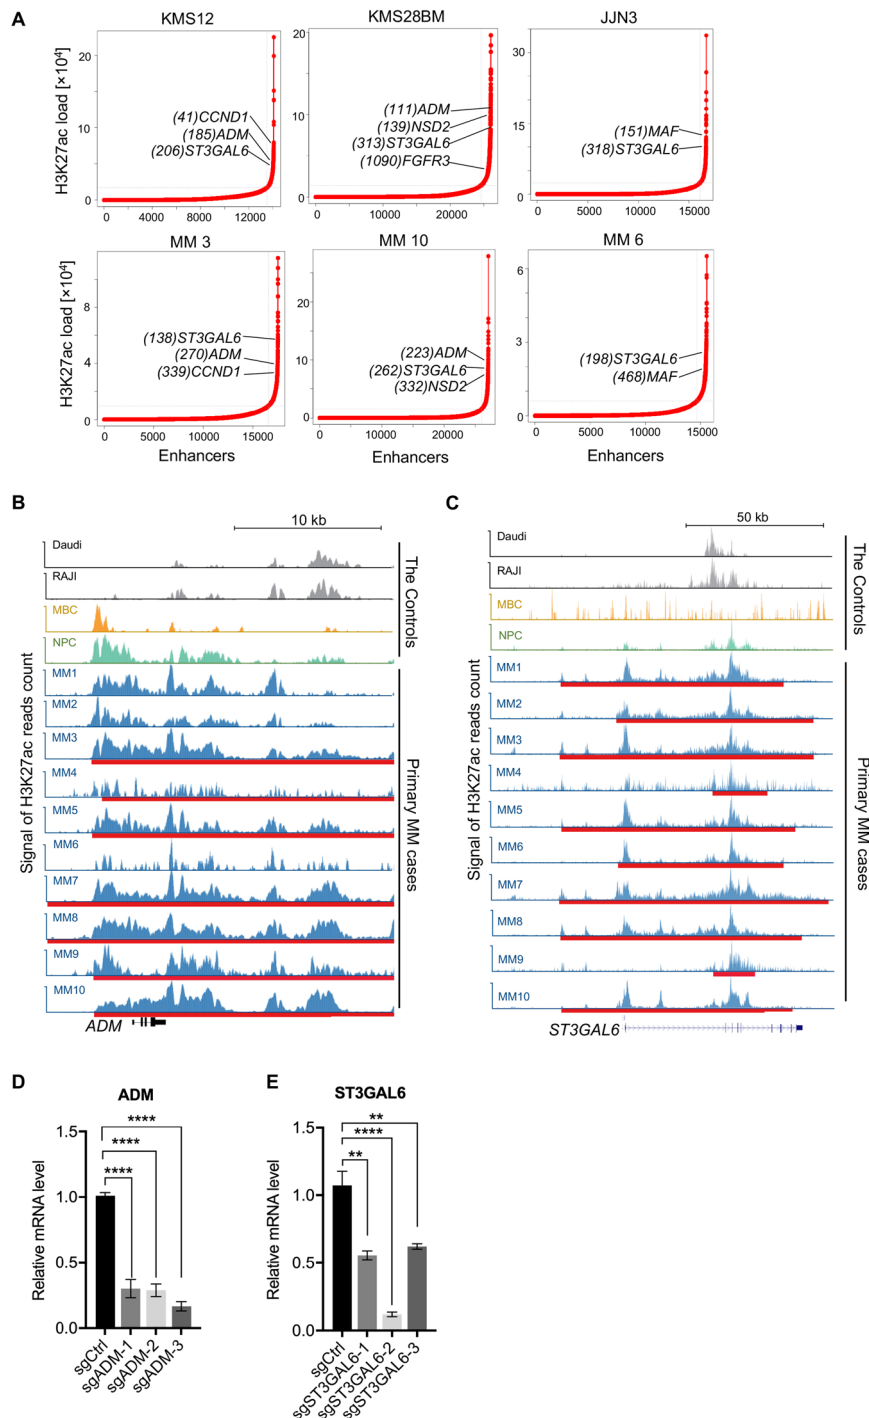 A
KMS12
KMS28BM
JJN3
H3K27ac load [×10⁴]
20
10
0
(41)CCND1
(185)ADM
(206)ST3GAL6
0 4000 8000 12000
20
10
0
(111)ADM
(139)NSD2
(313)ST3GAL6
(1090)FGFR3
0 10000 20000
30
15
0
(151)MAF
(318)ST3GAL6
0 5000 10000 15000
MM 3
MM 10
MM 6
H3K27ac load [×10⁴]
8
4
0
(138)ST3GAL6
(270)ADM
(339)CCND1
0 5000 10000 15000
20
10
0
(223)ADM
(262)ST3GAL6
(332)NSD2
0 10000 20000
6
3
0
(198)ST3GAL6
(468)MAF
0 5000 10000 15000
Enhancers
Enhancers
Enhancers
B
10 kb
Signal of H3K27ac reads count
Daudi
RAJI
MBC
NPC
MM1
MM2
MM3
MM4
MM5
MM6
MM7
MM8
MM9
MM10
ADM
The Controls
Primary MM cases
C
50 kb
Signal of H3K27ac reads count
Daudi
RAJI
MBC
NPC
MM1
MM2
MM3
MM4
MM5
MM6
MM7
MM8
MM9
MM10
ST3GAL6
The Controls
Primary MM cases
D
ADM
Relative mRNA level
1.5
1.0
0.5
0.0
****
****
****
sgCtrl
sgADM-1
sgADM-2
sgADM-3
E
ST3GAL6
Relative mRNA level
1.5
1.0
0.5
0.0
**
****
**
sgCtrl
sgST3GAL6-1
sgST3GAL6-2
sgST3GAL6-3